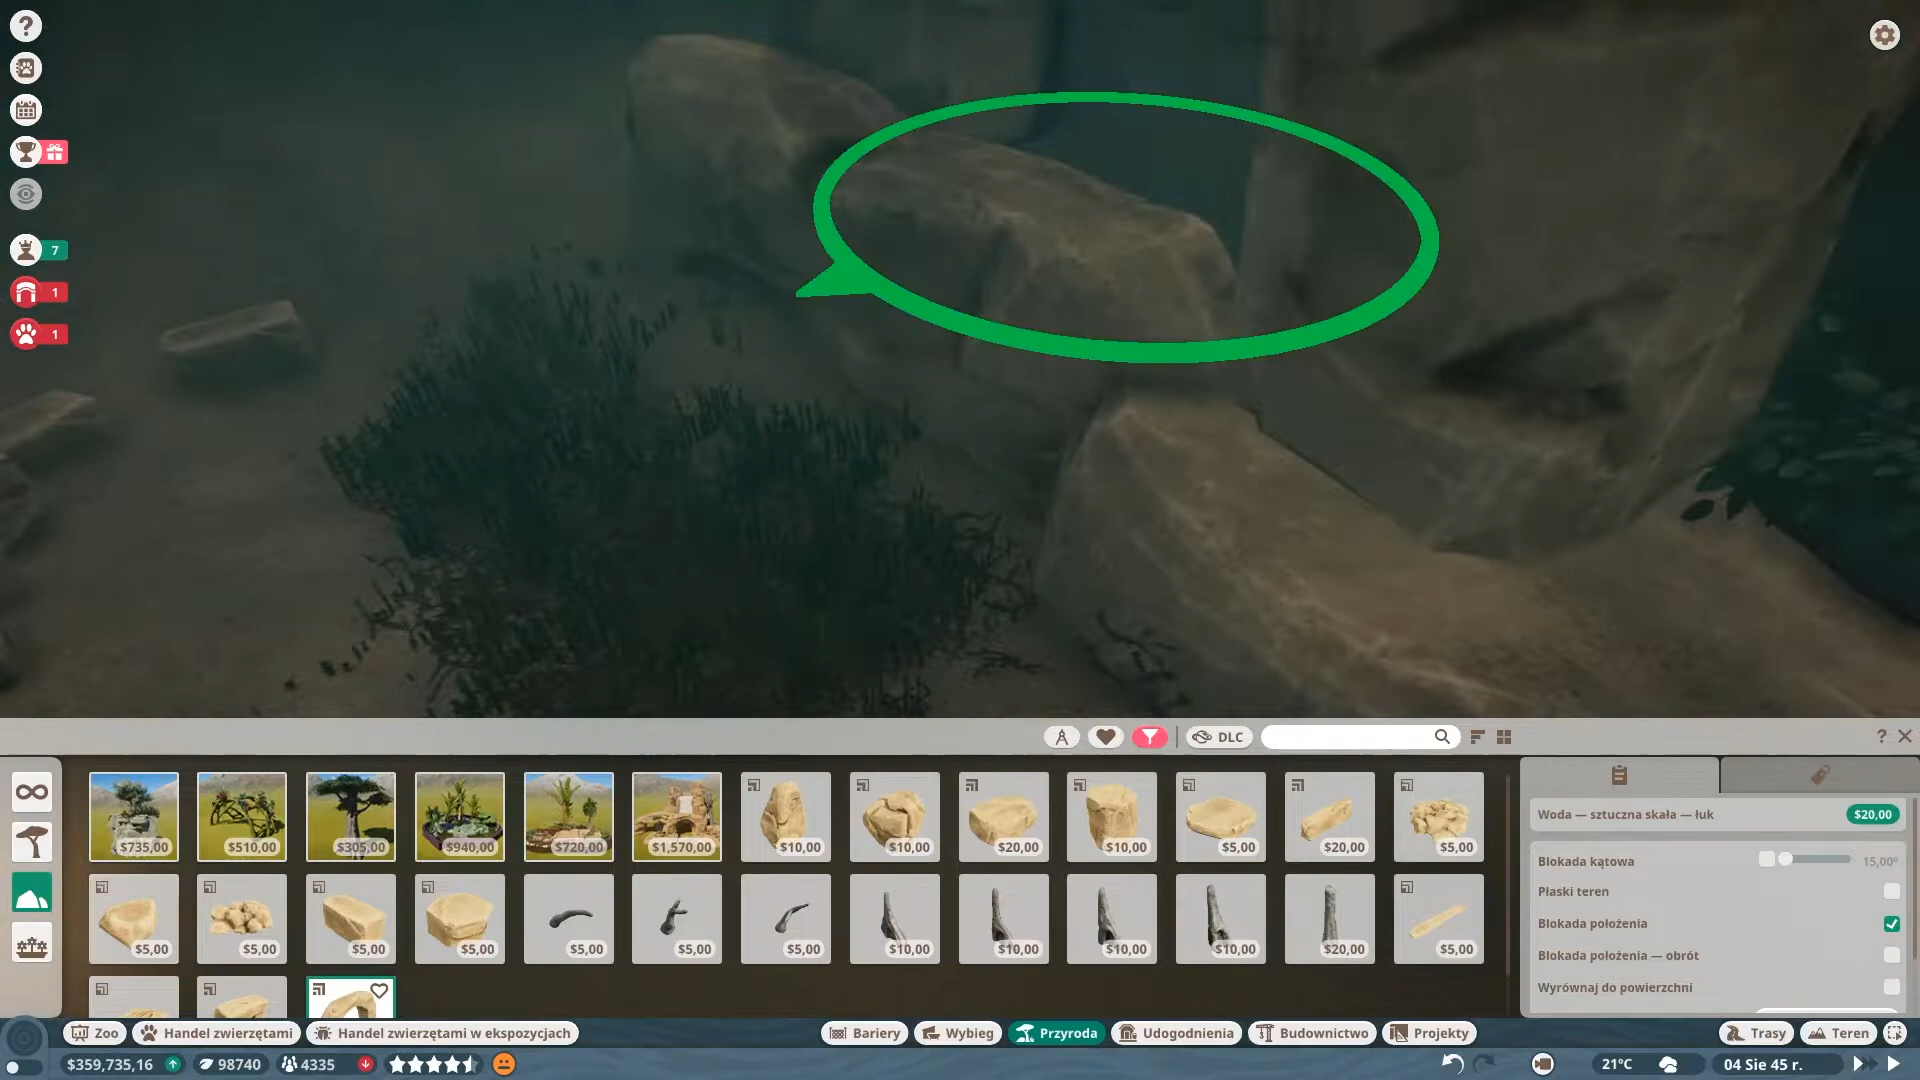 ?
7
1
1
DLC
?
$735,00
$510,00
$305,00
$940,00
$720,00
$1,570,00
$10,00
$10,00
$20,00
$10,00
$5,00
$20,00
$5,00
$5,00
$5,00
$5,00
$5,00
$5,00
$5,00
$5,00
$10,00
$10,00
$10,00
$10,00
$20,00
$5,00
Woda — sztuczna skała — łuk
$20,00
Blokada kątowa
15,00°
Płaski teren
Blokada położenia
Blokada położenia — obrót
Wyrównaj do powierzchni
Zoo
Handel zwierzętami
Handel zwierzętami w ekspozycjach
Bariery
Wybieg
Przyroda
Udogodnienia
Budownictwo
Projekty
Trasy
Teren
$359,735,16
98740
4335
21°C
04 Sie 45 r.